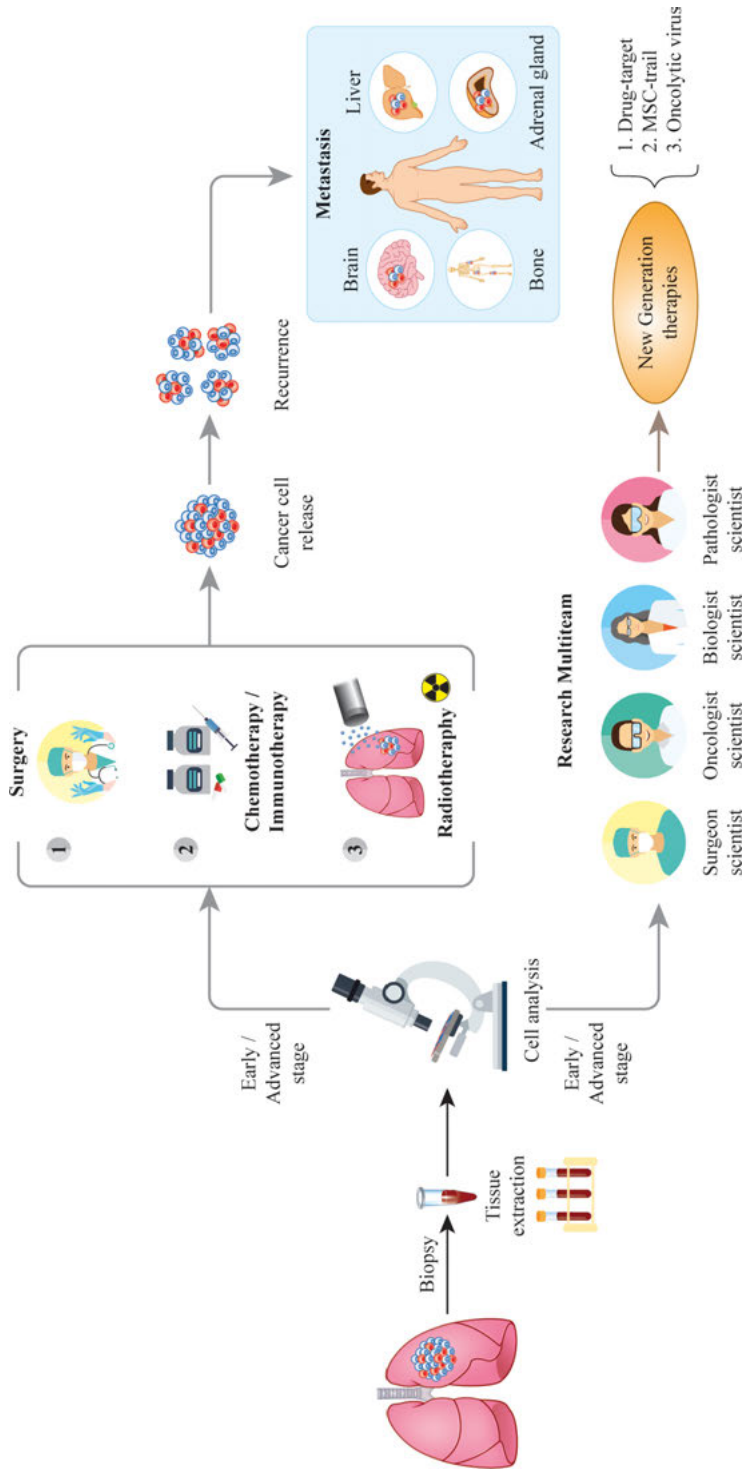 Biopsy
Tissue
extraction
Cell analysis
Early /
Advanced
stage
Early /
Advanced
stage
Surgery
1
2
Chemotherapy /
Immunotherapy
3
Radiotheraphy
Cancer cell
release
Recurrence
Metastasis
Brain
Liver
Bone
Adrenal gland
Research Multiteam
Surgeon
scientist
Oncologist
scientist
Biologist
scientist
Pathologist
scientist
New Generation
therapies
1. Drug-target
2. MSC-trail
3. Oncolytic virus